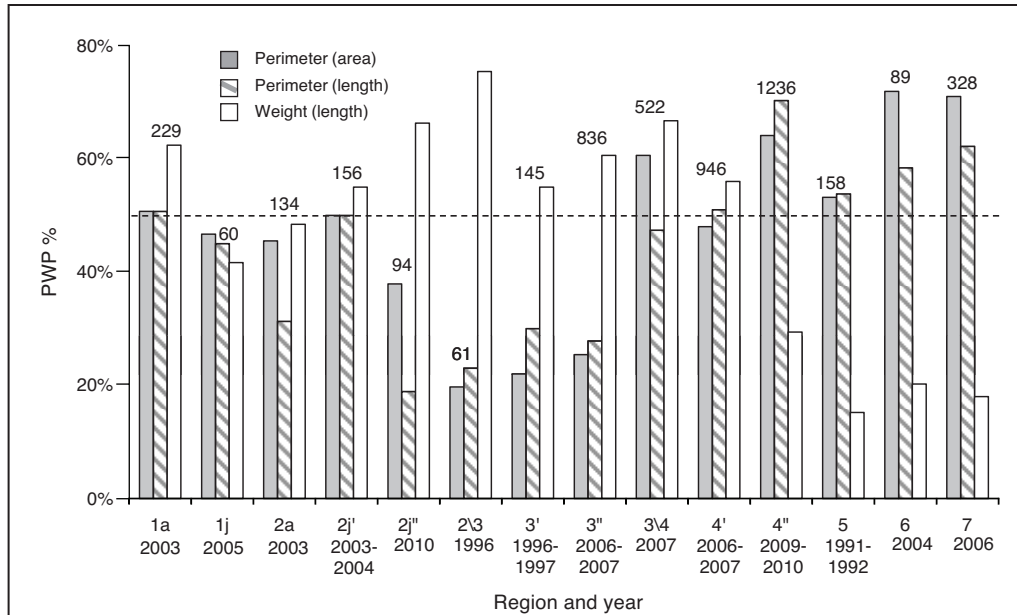 80%
60%
40%
20%
0%
PWP %
Perimeter (area)
Perimeter (length)
Weight (length)
229
60
134
156
94
61
145
836
522
946
1236
158
89
328
1a 1j 2a 2j' 2j" 2\3 3' 3" 3\4 4' 4" 5 6 7
2003 2005 2003 2003- 2010 1996 1996- 2006- 2007 2006- 2009- 1991- 2004 2006
2004 1997 2007 2007 2010 1992
Region and year